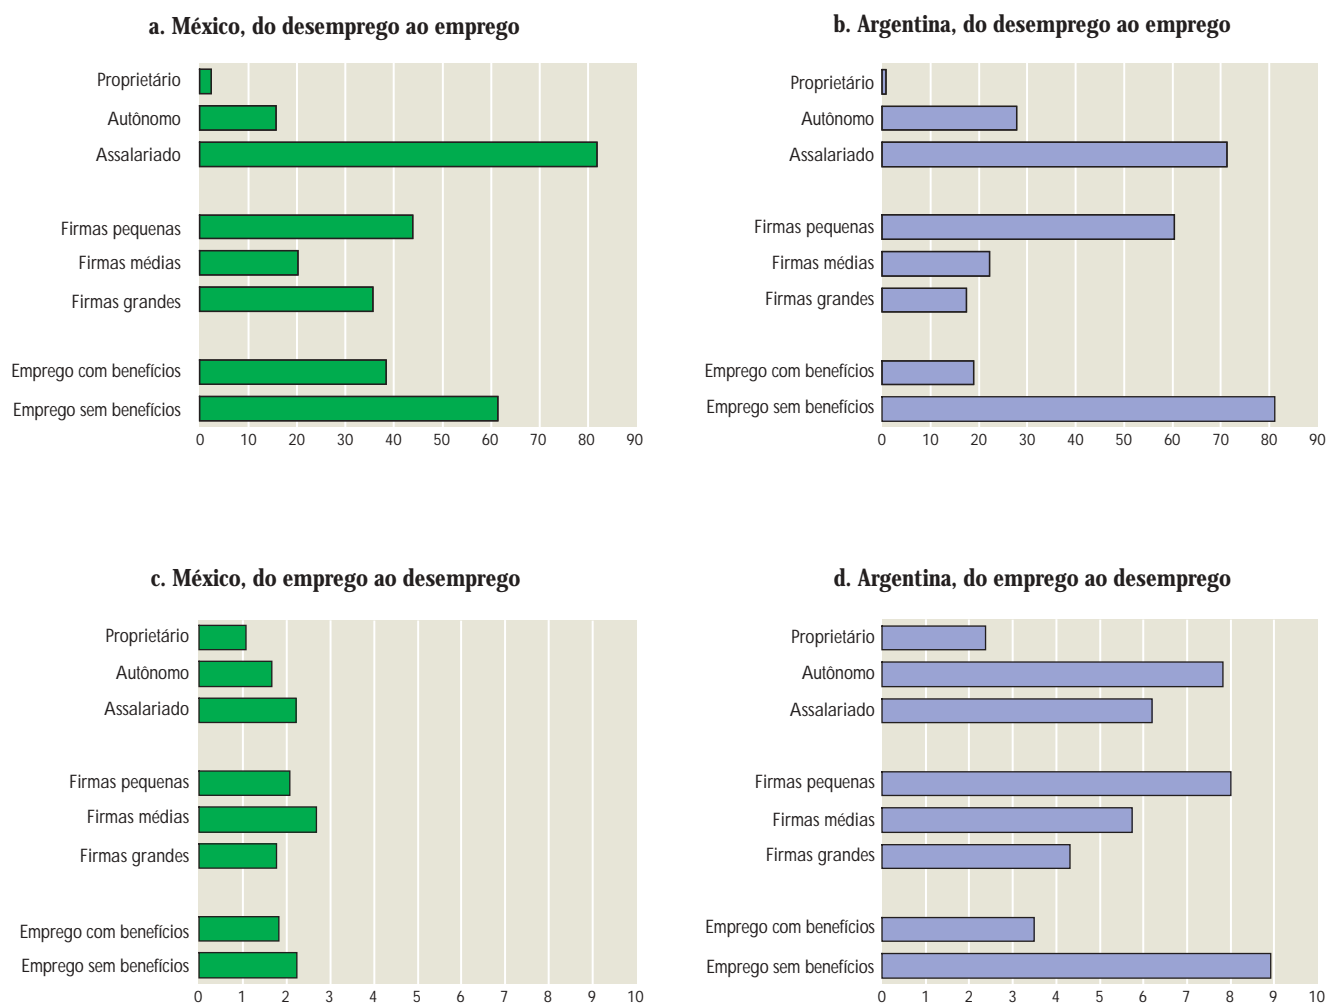 a. México, do desemprego ao emprego
Proprietário
Autônomo
Assalariado
Firmas pequenas
Firmas médias
Firmas grandes
Emprego com benefícios
Emprego sem benefícios
0 10 20 30 40 50 60 70 80 90
b. Argentina, do desemprego ao emprego
Proprietário
Autônomo
Assalariado
Firmas pequenas
Firmas médias
Firmas grandes
Emprego com benefícios
Emprego sem benefícios
0 10 20 30 40 50 60 70 80 90
c. México, do emprego ao desemprego
Proprietário
Autônomo
Assalariado
Firmas pequenas
Firmas médias
Firmas grandes
Emprego com benefícios
Emprego sem benefícios
0 1 2 3 4 5 6 7 8 9 10
d. Argentina, do emprego ao desemprego
Proprietário
Autônomo
Assalariado
Firmas pequenas
Firmas médias
Firmas grandes
Emprego com benefícios
Emprego sem benefícios
0 1 2 3 4 5 6 7 8 9 10